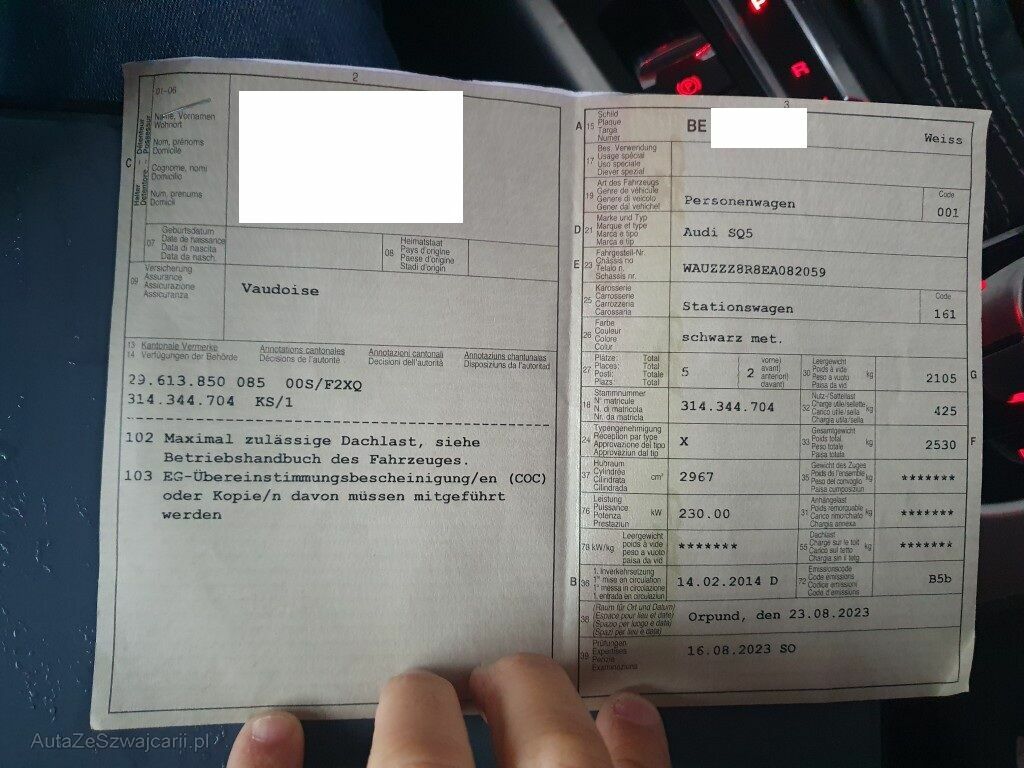 2
01-06
Name, Vornamen
Wohnort
Nom, prénoms
Domicile
Cognome, nomi
Domicilio
Num, prenums
Domicil
C
Halter – Détenteur
Detentore – Possessur
07
Geburtsdatum
Date de naissance
Data di nascita
Data da nasch.
08
Heimatstaat
Pays d'origine
Paese d'origine
Stadi d'origin
09
Versicherung
Assurance
Assicurazione
Assicuranza
Vaudoise
13 Kantonale Vermerke
14 Verfügungen der Behörde
Annotations cantonales
Décisions de l'autorité
Annotazioni cantonali
Decisioni dell'autorità
Annotaziuns chantunalas
Disposiziuns da l'autoritad
29.613.850 085 00S/F2XQ
314.344.704 KS/1
102 Maximal zulässige Dachlast, siehe
Betriebshandbuch des Fahrzeuges.
103 EG-Übereinstimmungsbescheinigung/en (COC)
oder Kopie/n davon müssen mitgeführt
werden
3
A 15
Schild
Plaque
Targa
Numer
BE
Weiss
17
Bes. Verwendung
Usage spécial
Uso speciale
Diever spezial
19
Art des Fahrzeugs
Genre de véhicule
Genere di veicolo
Gener dal vehichel
Personenwagen
Code
001
D 21
Marke und Typ
Marque et type
Marca e tipo
Marca e tip
Audi SQ5
E 23
Fahrgestell-Nr.
Châssis no
Telaio n.
Schassis nr.
WAUZZZ8R8EA082059
25
Karosserie
Carrosserie
Carrozzeria
Carossaria
Stationswagen
Code
161
26
Farbe
Couleur
Colore
Colur
schwarz met.
27
Plätze: Total
Places: Total
Posti: Totale
Plazs: Total
5
2
vorne)
avant)
anteriori)
davant)
30
Leergewicht
Poids à vide
Peso a vuoto
Paisa da vid
kg
2105
G
18
Stammnummer
N° matricule
N. di matricola
Nr. da matricla
314.344.704
32
Nutz-/Sattellast
Charge utile/sellette
Carico utile/sella
Chargia utila/sella
kg
425
24
Typengenehmigung
Réception par type
Approvazione del tipo
Approvaziun dal tip
X
33
Gesamtgewicht
Poids total
Peso totale
Paisa totala
kg
2530
F
37
Hubraum
Cylindrée
Cilindrata
Cilindrada
cm³
2967
35
Gewicht des Zuges
Poids de l'ensemble
Peso del convoglio
Paisa cumposiziun
kg
*******
76
Leistung
Puissance
Potenza
Prestaziun
kW
230.00
31
Anhängelast
Poids remorquable
Carico rimorchiato
Chargia annexa
kg
*******
78 kW/kg
Leergewicht
poids à vide
peso a vuoto
paisa da vid
*******
55
Dachlast
Charge sur le toit
Carico sul tetto
Chargia sin il tetg
kg
*******
B 36
1. Inverkehrsetzung
1re mise en circulation
1a messa in circolazione
1. entrada en circulaziun
14.02.2014 D
72
Emissionscode
Code émissions
Codice emissioni
Code d'emissiuns
B5b
38
(Raum für Ort und Datum)
(Espace pour lieu et date)
(Spazio per luogo e data)
(Spazi per lieu e data)
Orpund, den 23.08.2023
39
Prüfungen
Expertises
Perizie
Examinaziuns
16.08.2023 SO
P
R
AutaZeSzwajcarii.pl